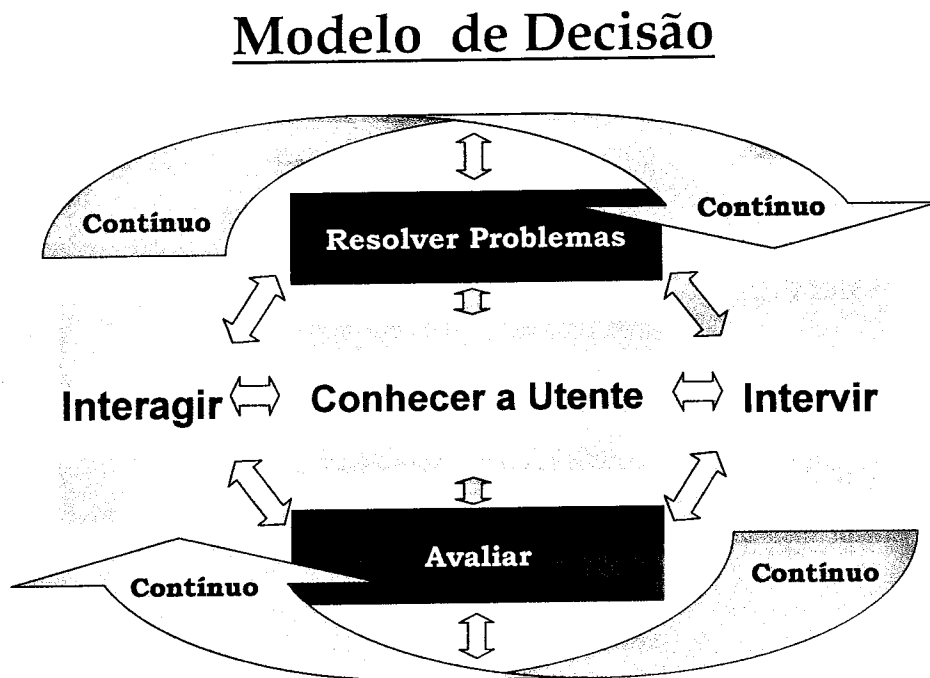 Modelo de Decisão
Contínuo
Contínuo
Resolver Problemas
Interagir
Conhecer a Utente
Intervir
Avaliar
Contínuo
Contínuo